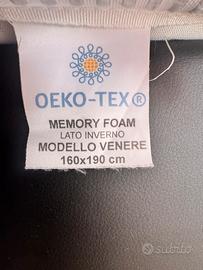 OEKO-TEX®
MEMORY FOAM
LATO INVERNO
MODELLO VENERE
160x190 cm
subito